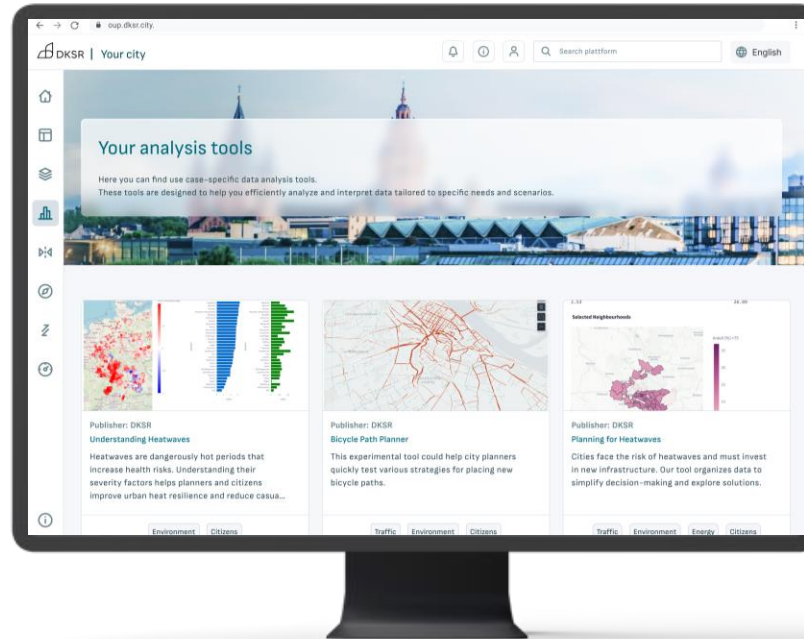 oup.dksr.city
DKSR | Your city
Search plattform
English
Your analysis tools
Here you can find use case-specific data analysis tools.
These tools are designed to help you efficiently analyze and interpret data tailored to specific needs and scenarios.
Selected Neighbourhoods
Publisher: DKSR
Understanding Heatwaves
Heatwaves are dangerously hot periods that
increase health risks. Understanding their
severity factors helps planners and citizens
improve urban heat resilience and reduce casua...
Environment Citizens
Publisher: DKSR
Bicycle Path Planner
This experimental tool could help city planners
quickly test various strategies for placing new
bicycle paths.
Traffic Environment Citizens
Publisher: DKSR
Planning for Heatwaves
Cities face the risk of heatwaves and must invest
in new infrastructure. Our tool organizes data to
simplify decision-making and explore solutions.
Traffic Environment Energy Citizens